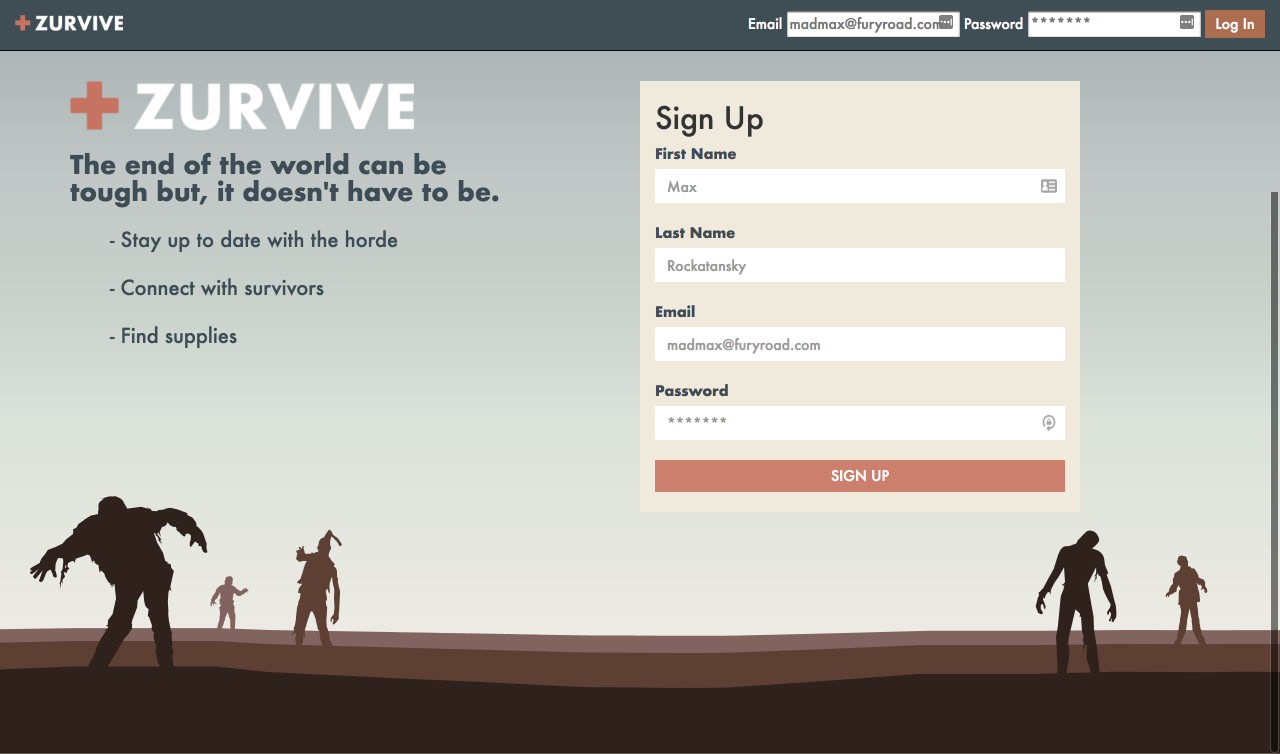 ZURVIVE
Email madmax@furyroad.com Password ******* Log In
ZURVIVE
The end of the world can be
tough but, it doesn't have to be.
- Stay up to date with the horde
- Connect with survivors
- Find supplies
Sign Up
First Name
Max
Last Name
Rockatansky
Email
madmax@furyroad.com
Password
*******
SIGN UP